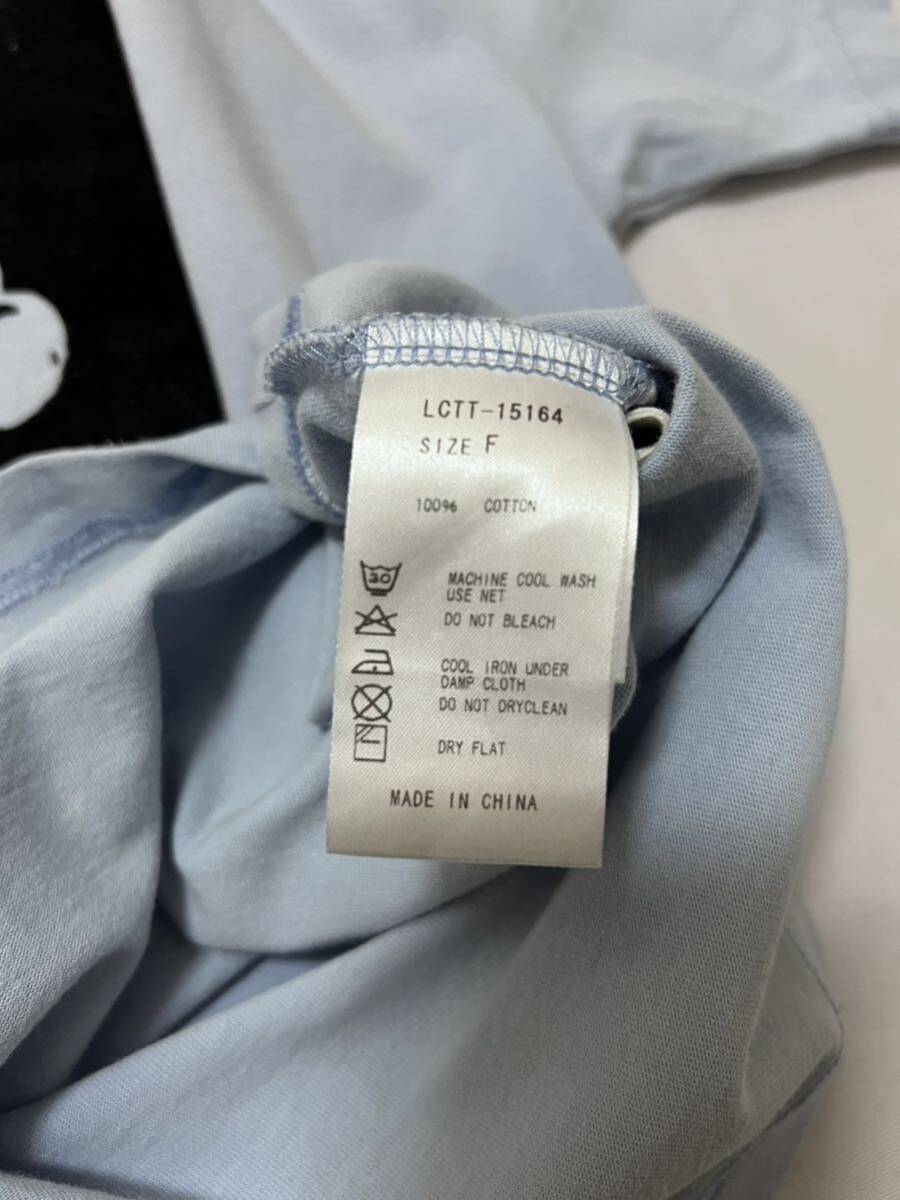 LCTT-15164
SIZE F
100% COTTON
30
MACHINE COOL WASH
USE NET
DO NOT BLEACH
COOL IRON UNDER
DAMP CLOTH
DO NOT DRYCLEAN
DRY FLAT
MADE IN CHINA